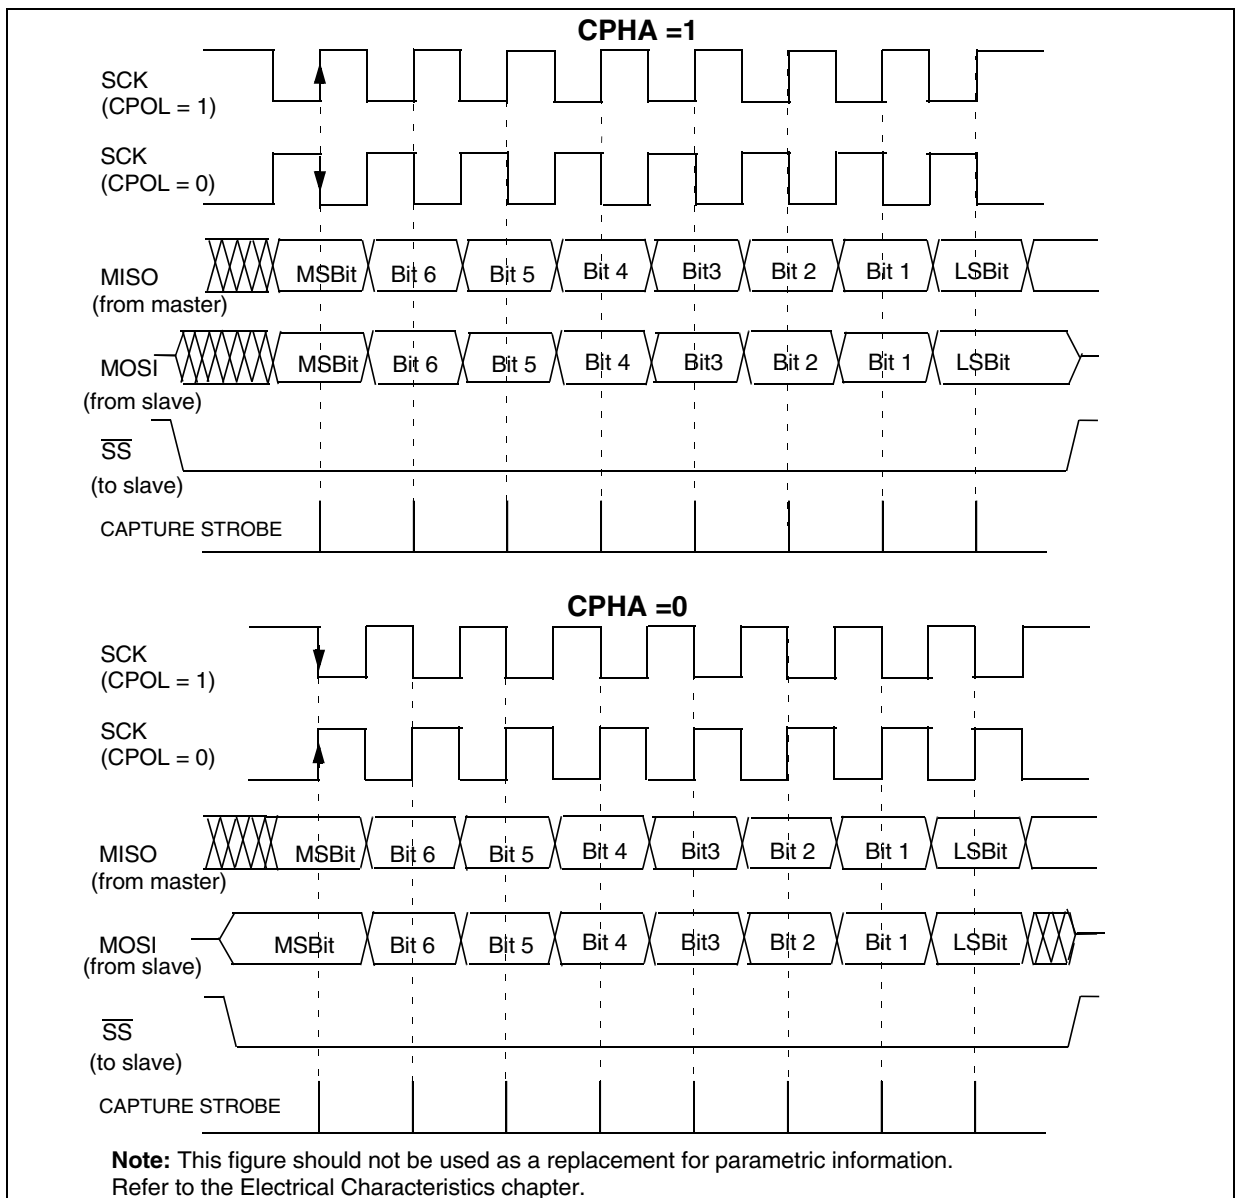 CPHA =1
SCK
(CPOL = 1)
SCK
(CPOL = 0)
MISO
(from master)
MSBit Bit 6 Bit 5 Bit 4 Bit3 Bit 2 Bit 1 LSBit
MOSI
(from slave)
MSBit Bit 6 Bit 5 Bit 4 Bit3 Bit 2 Bit 1 LSBit
SS
(to slave)
CAPTURE STROBE
CPHA =0
SCK
(CPOL = 1)
SCK
(CPOL = 0)
MISO
(from master)
MSBit Bit 6 Bit 5 Bit 4 Bit3 Bit 2 Bit 1 LSBit
MOSI
(from slave)
MSBit Bit 6 Bit 5 Bit 4 Bit3 Bit 2 Bit 1 LSBit
SS
(to slave)
CAPTURE STROBE
Note: This figure should not be used as a replacement for parametric information.
Refer to the Electrical Characteristics chapter.